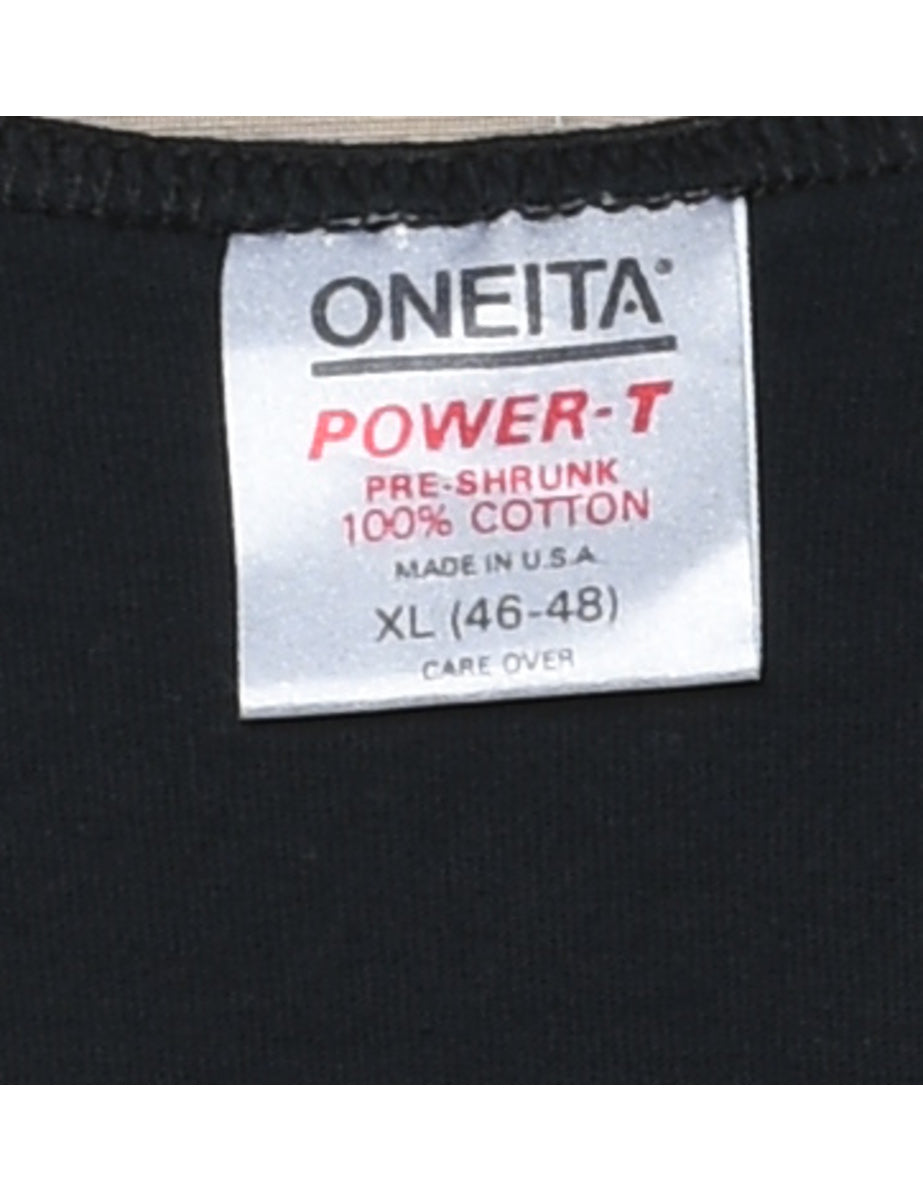 ONEITA®
POWER-T
PRE-SHRUNK
100% COTTON
MADE IN U.S.A.
XL (46-48)
CARE OVER